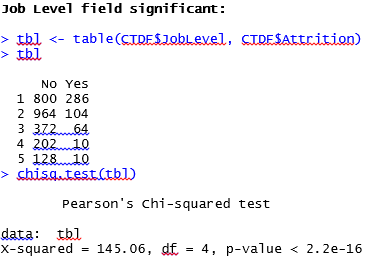 Job Level field significant:
> tbl <- table(CTDF$JobLevel, CTDF$Attrition)
> tbl
No Yes
1 800 286
2 964 104
3 372 64
4 202 10
5 128 10
> chisq.test(tbl)
Pearson's Chi-squared test
data: tbl
X-squared = 145.06, df = 4, p-value < 2.2e-16